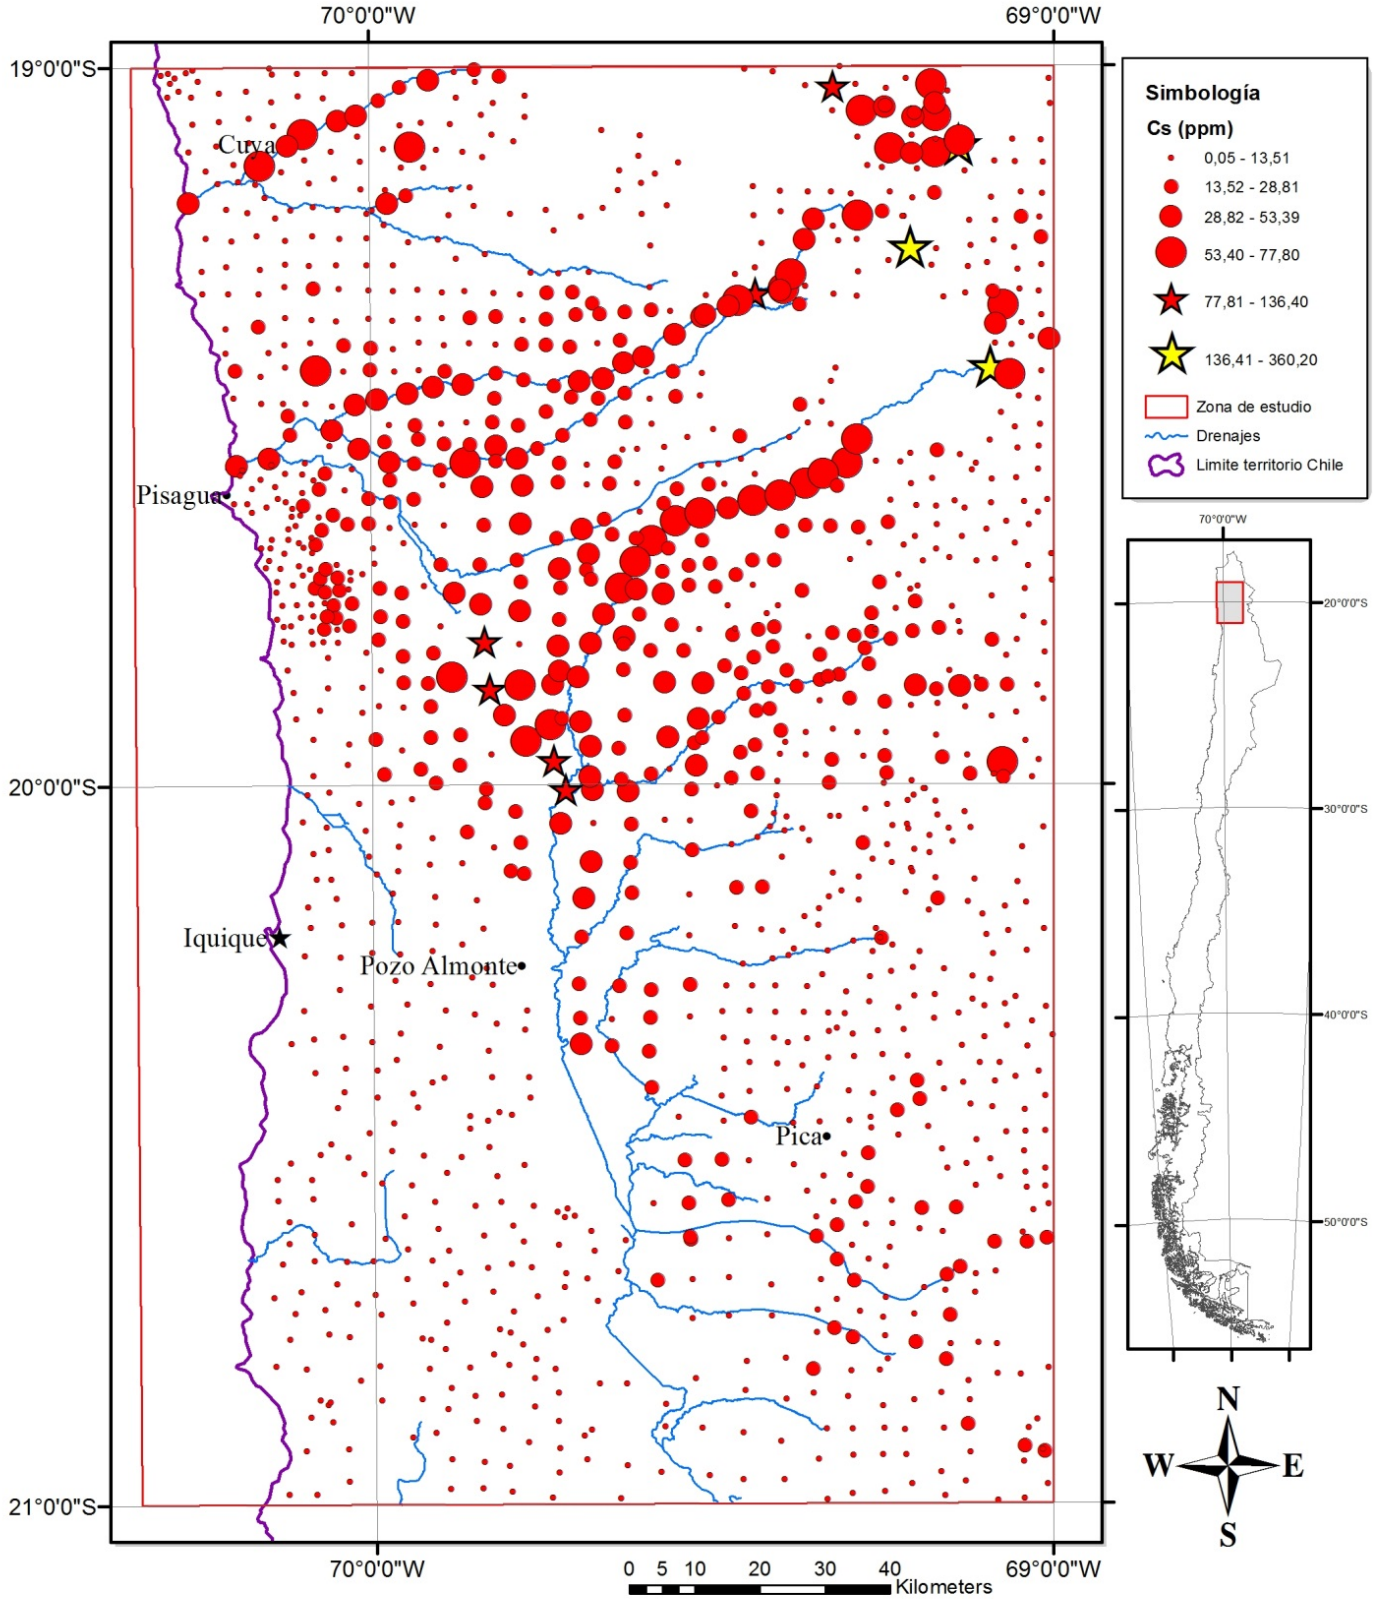 70°0'0"W 69°0'0"W
19°0'0"S
Cuya
Pisagua
20°0'0"S
Iquique
Pozo Almonte
Pica
21°0'0"S
70°0'0"W 69°0'0"W
0 5 10 20 30 40 Kilometers
Simbología
Cs (ppm)
0,05 - 13,51
13,52 - 28,81
28,82 - 53,39
53,40 - 77,80
77,81 - 136,40
136,41 - 360,20
Zona de estudio
Drenajes
Limite territorio Chile
70°0'0"W
20°0'0"S
30°0'0"S
40°0'0"S
50°0'0"S
N
W E
S